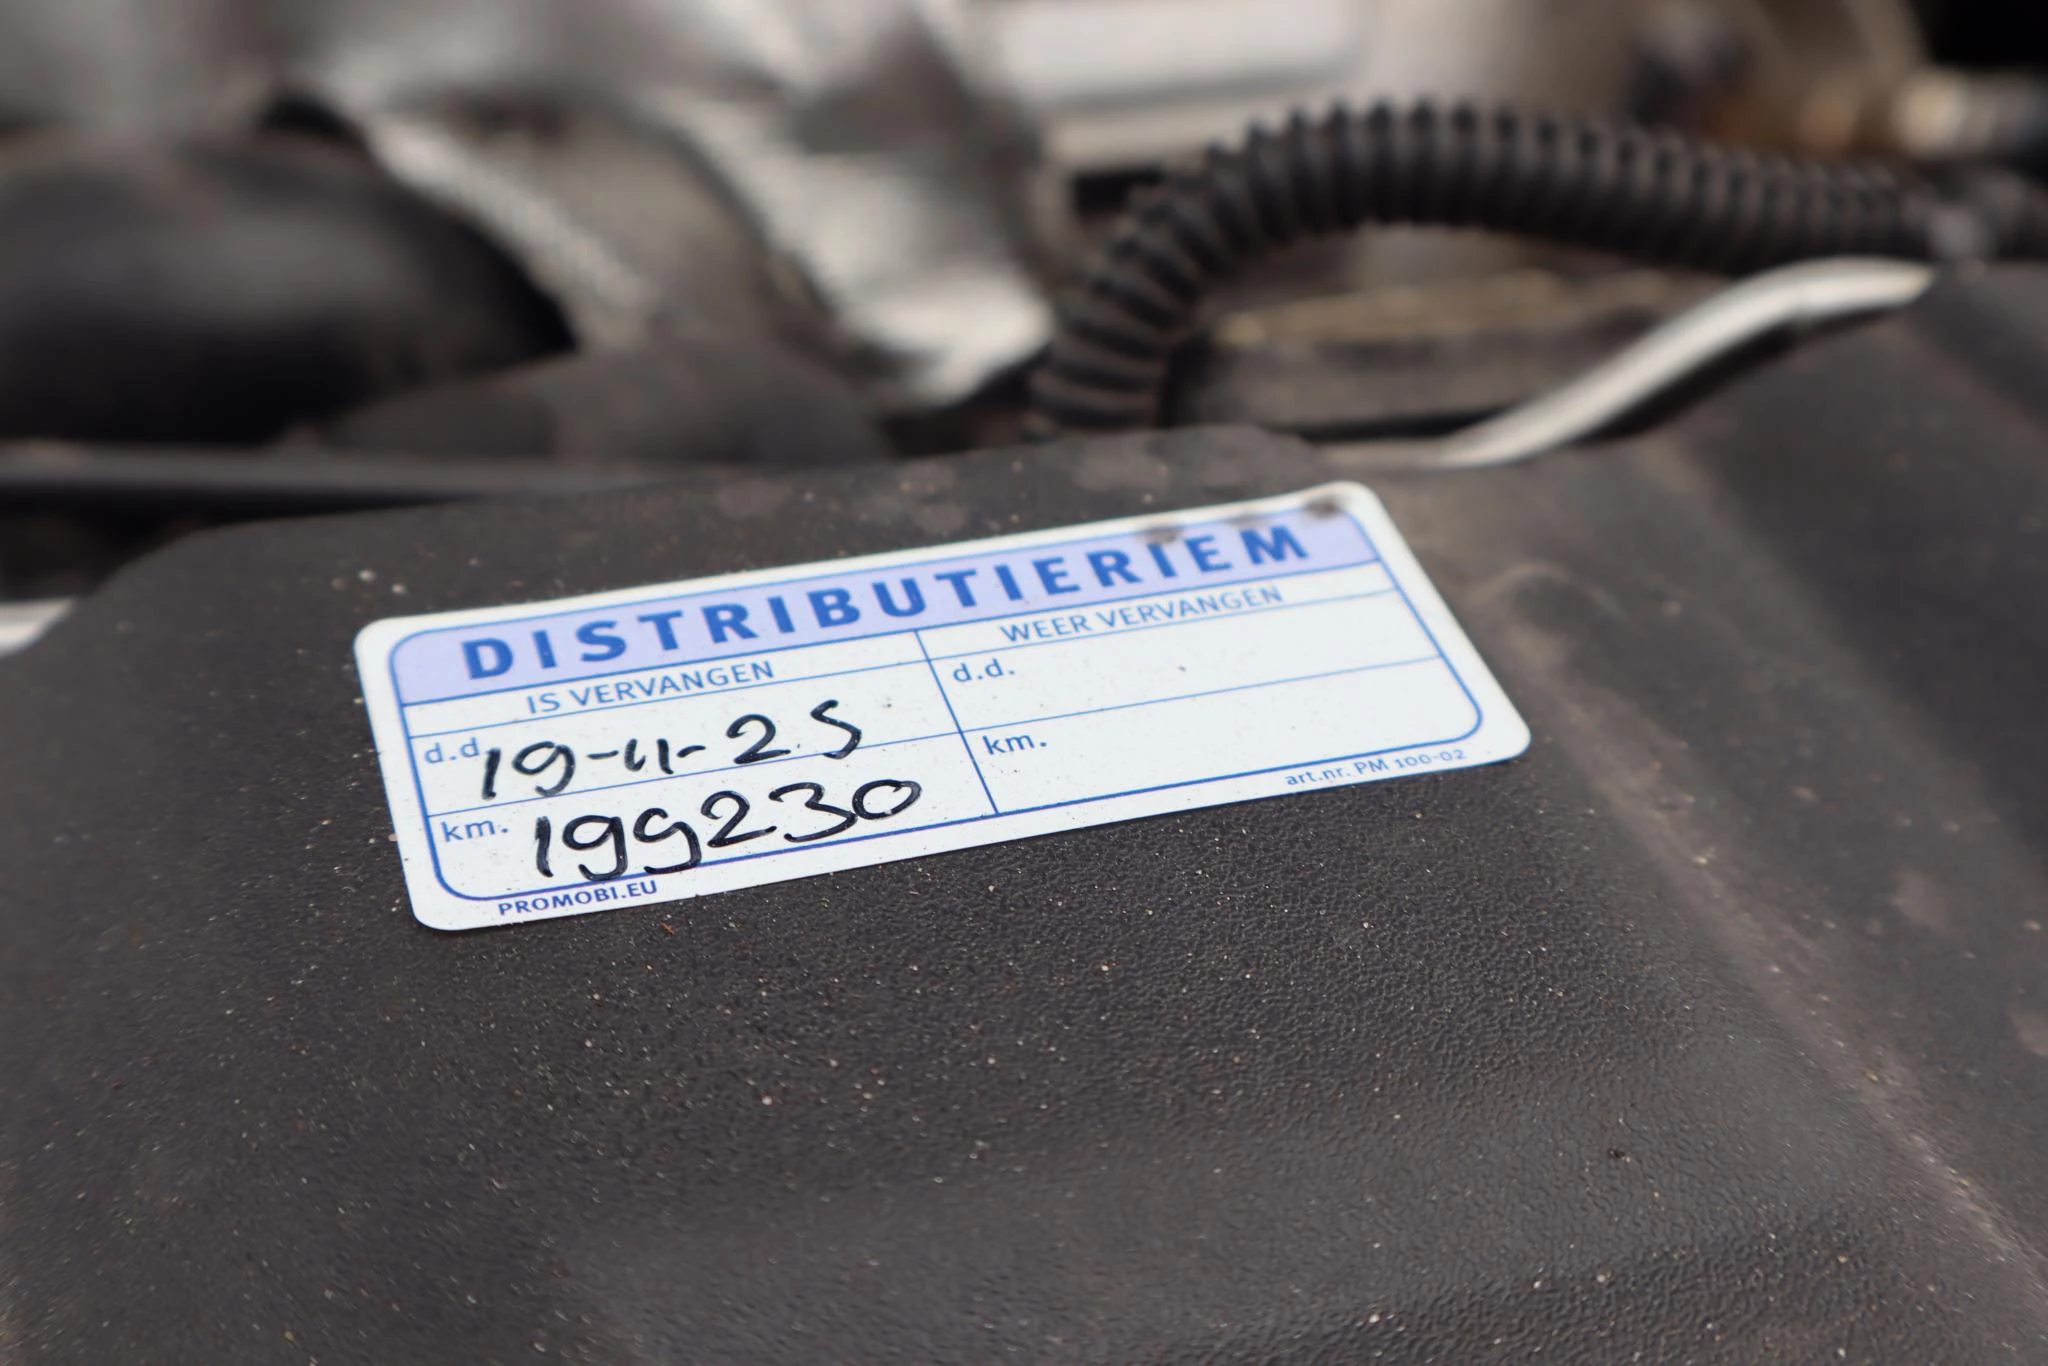 DISTRIBUTIERIEM
IS VERVANGEN
d.d. 19-11-25
km. 199230
WEER VERVANGEN
d.d.
km.
PROMOBI.EU
art.nr. PM 100-02